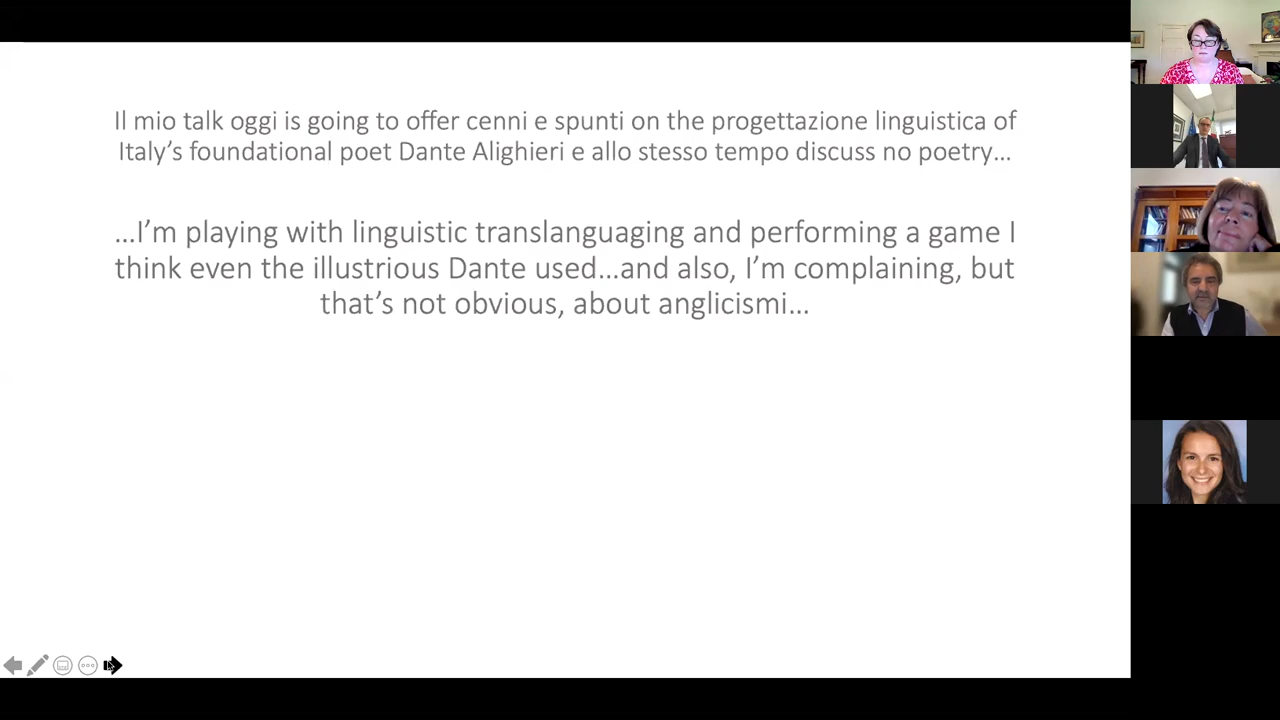 Il mio talk oggi is going to offer cenni e spunti on the progettazione linguistica of
Italy’s foundational poet Dante Alighieri e allo stesso tempo discuss no poetry…
…I’m playing with linguistic translanguaging and performing a game I
think even the illustrious Dante used…and also, I’m complaining, but
that’s not obvious, about anglicismi…